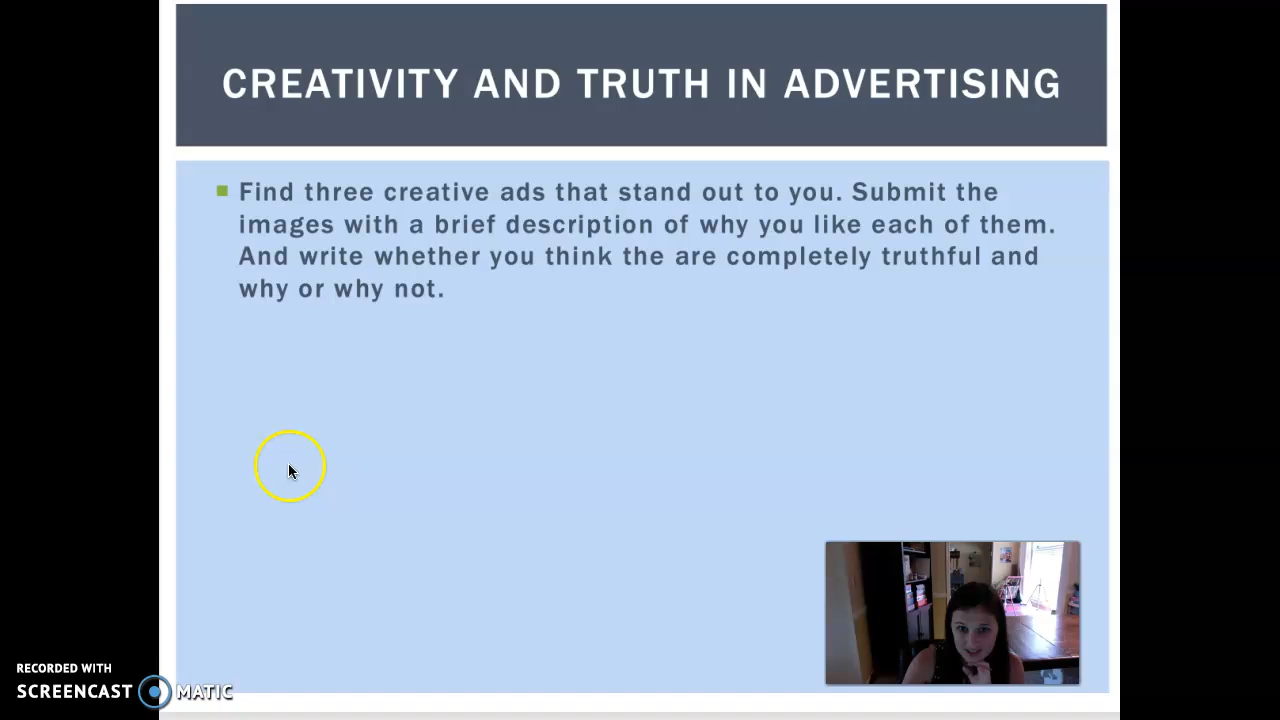 CREATIVITY AND TRUTH IN ADVERTISING
Find three creative ads that stand out to you. Submit the
images with a brief description of why you like each of them.
And write whether you think the are completely truthful and
why or why not.
RECORDED WITH
SCREENCAST MATIC